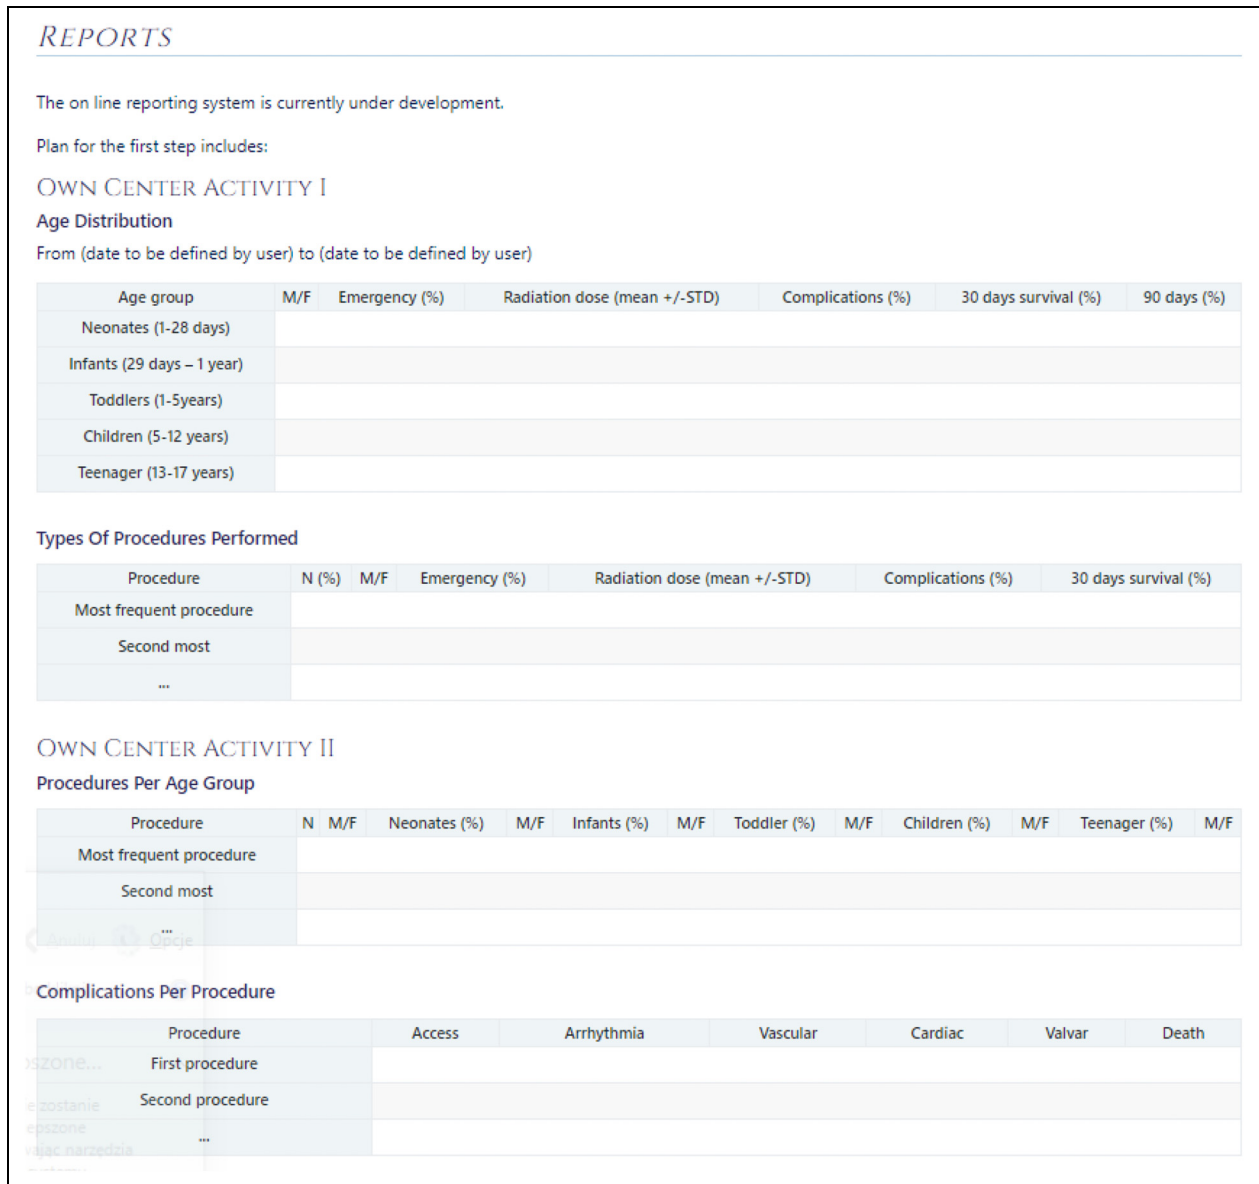 REPORTS
The on line reporting system is currently under development.
Plan for the first step includes:
OWN CENTER ACTIVITY I
Age Distribution
From (date to be defined by user) to (date to be defined by user)
Age group M/F Emergency (%) Radiation dose (mean +/-STD) Complications (%) 30 days survival (%) 90 days (%)
Neonates (1-28 days)
Infants (29 days – 1 year)
Toddlers (1-5years)
Children (5-12 years)
Teenager (13-17 years)
Types Of Procedures Performed
Procedure N (%) M/F Emergency (%) Radiation dose (mean +/-STD) Complications (%) 30 days survival (%)
Most frequent procedure
Second most
...
OWN CENTER ACTIVITY II
Procedures Per Age Group
Procedure N M/F Neonates (%) M/F Infants (%) M/F Toddler (%) M/F Children (%) M/F Teenager (%) M/F
Most frequent procedure
Second most
...
Anuluj Opcje
Complications Per Procedure
Procedure Access Arrhythmia Vascular Cardiac Valvar Death
First procedure
Second procedure
zostanie
...
narzędzia